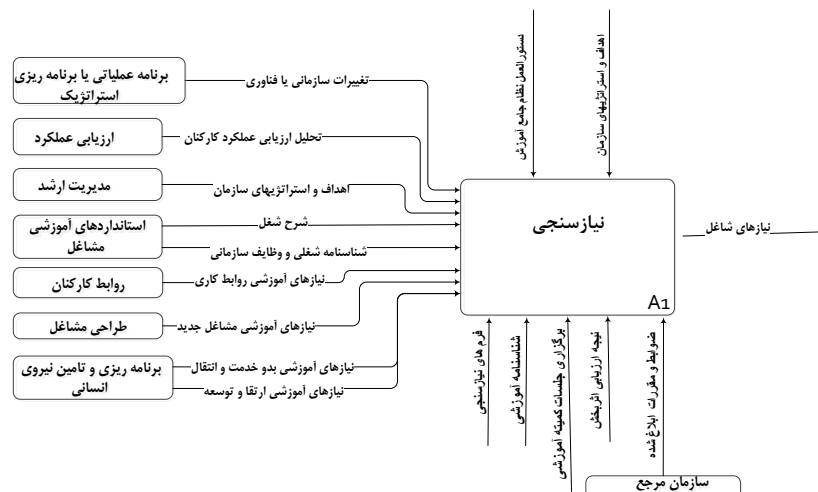 دستورالعمل نظام جامع آموزش
اهداف و استراتژیهای سازمان
برنامه عملیاتی یا برنامه ریزی
استراتژیک
تغییرات سازمانی یا فناوری
ارزیابی عملکرد
تحلیل ارزیابی عملکرد کارکنان
مدیریت ارشد
اهداف و استراتژیهای سازمان
استانداردهای آموزشی
مشاغل
شرح شغل
شناسنامه شغلی و وظایف سازمانی
روابط کارکنان
نیازهای آموزشی روابط کاری
طراحی مشاغل
نیازهای آموزشی مشاغل جدید
برنامه ریزی و تامین نیروی
انسانی
نیازهای آموزشی بدو خدمت و انتقال
نیازهای آموزشی ارتقا و توسعه
نیازسنجی
A1
نیازهای شاغل
فرم های نیازسنجی
شناسنامه آموزشی
برگزاری جلسات کمیته آموزشی
نیجه ارزیابی اثربخش
ضوابط و مقررات ابلاغ شده
سازمان مرجع